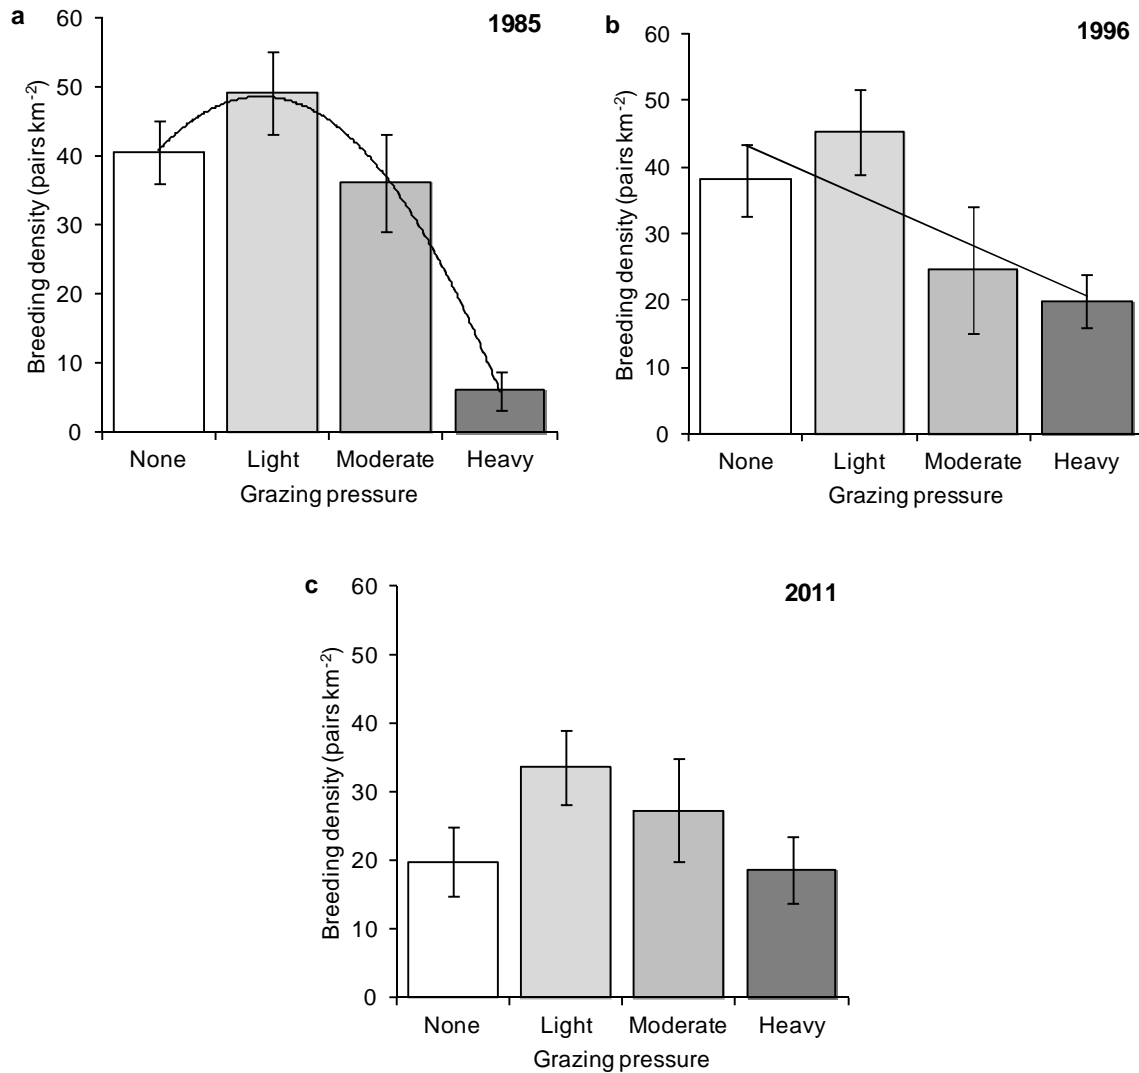 a
1985
Breeding density (pairs km-2)
60
50
40
30
20
10
0
None Light Moderate Heavy
Grazing pressure
b
1996
Breeding density (pairs km-2)
60
50
40
30
20
10
0
None Light Moderate Heavy
Grazing pressure
c
2011
Breeding density (pairs km-2)
60
50
40
30
20
10
0
None Light Moderate Heavy
Grazing pressure